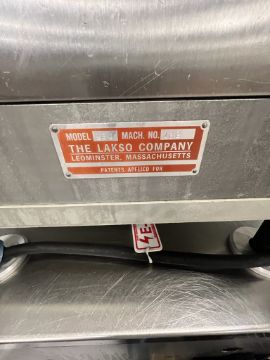 MODEL MACH. NO.
THE LAKSO COMPANY
LEOMINSTER, MASSACHUSETTS
PATENTS APPLIED FOR
E-